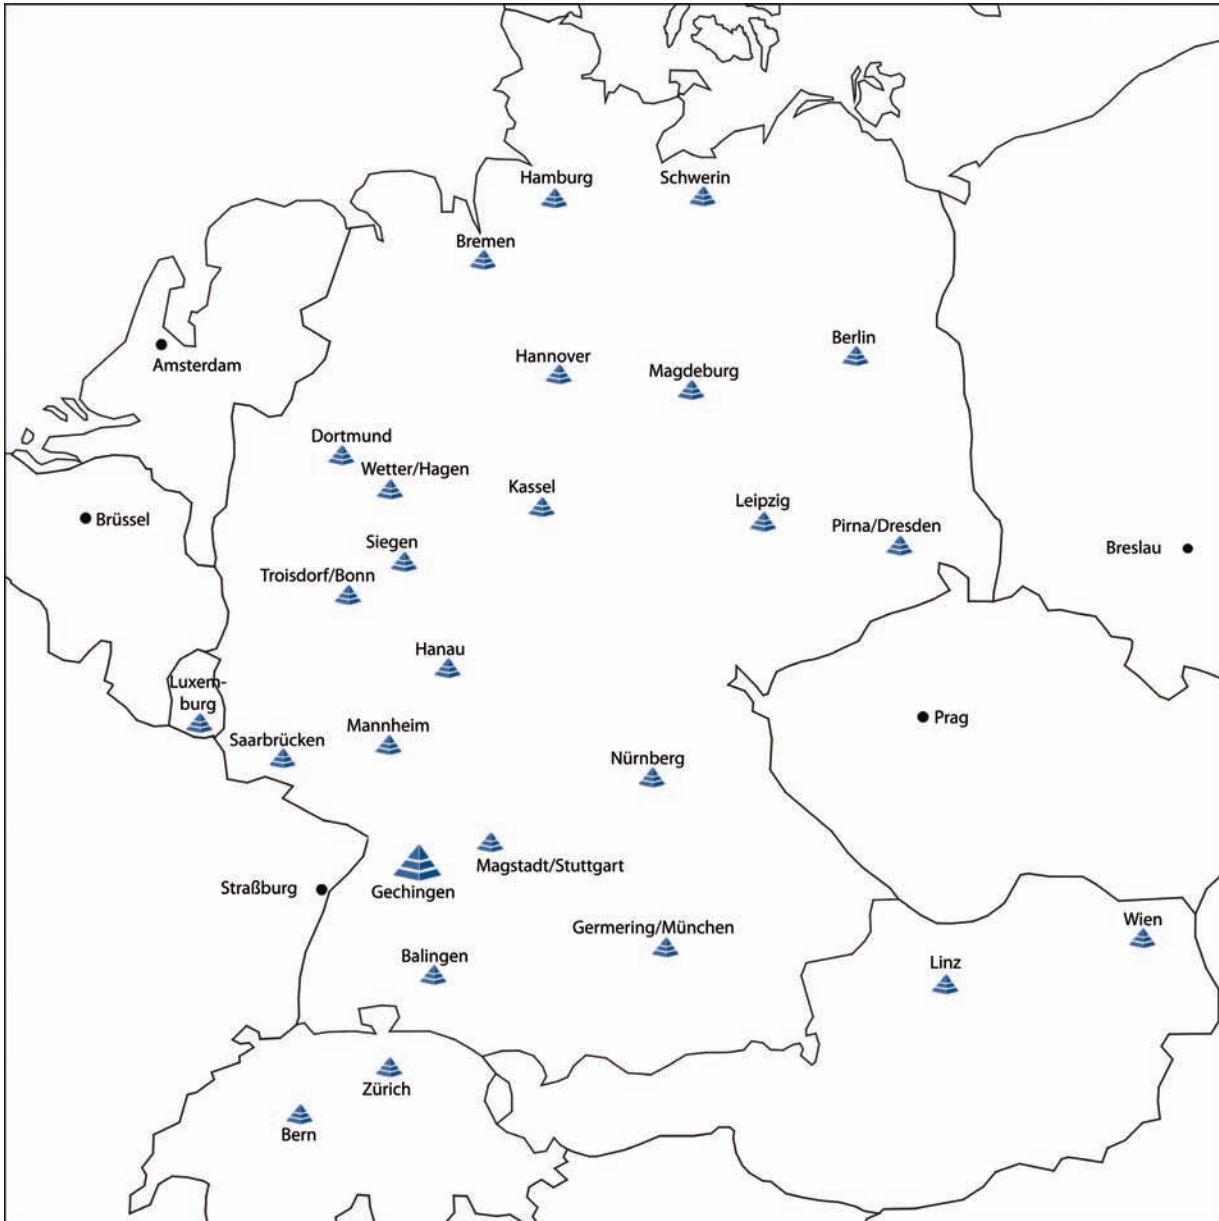 Hamburg
Schwerin
Bremen
Berlin
Hannover
Amsterdam
Magdeburg
Dortmund
Wetter/Hagen
Kassel
Leipzig
Brüssel
Pirna/Dresden
Siegen
Breslau
Troisdorf/Bonn
Hanau
Luxem-
burg
Prag
Mannheim
Saarbrücken
Nürnberg
Magstadt/Stuttgart
Straßburg
Gechingen
Wien
Germering/München
Balingen
Linz
Zürich
Bern